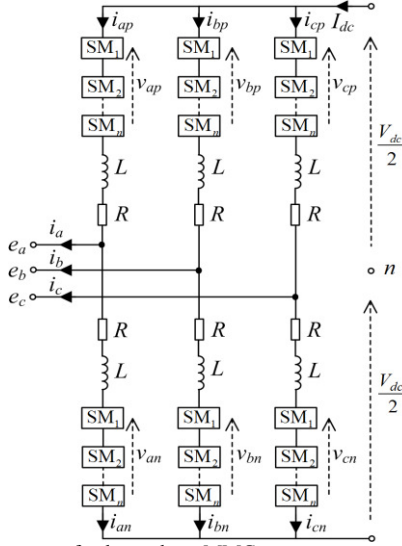 i_ap i_bp i_cp I_dc
SM_1 SM_1 SM_1
SM_2 v_ap SM_2 v_bp SM_2 v_cp
SM_n SM_n SM_n
V_dc
2
L L L
R R R
i_a
e_a
i_b
e_b n
i_c
e_c
R R R
L L L
V_dc
2
SM_1 SM_1 SM_1
SM_2 v_an SM_2 v_bn SM_2 v_cn
SM_n SM_n SM_n
i_an i_bn i_cn